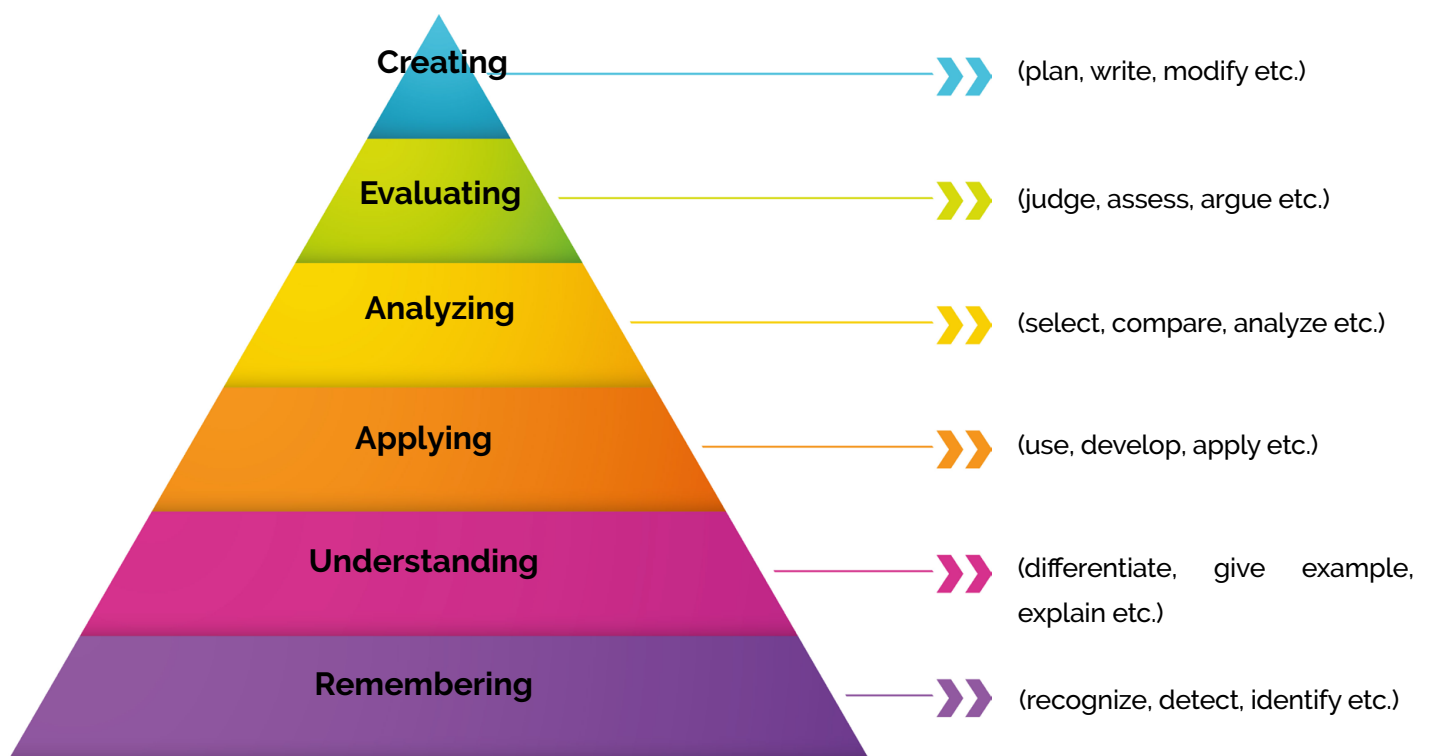 Creating
(plan, write, modify etc.)
Evaluating
(judge, assess, argue etc.)
Analyzing
(select, compare, analyze etc.)
Applying
(use, develop, apply etc.)
Understanding
(differentiate, give example,
explain etc.)
Remembering
(recognize, detect, identify etc.)